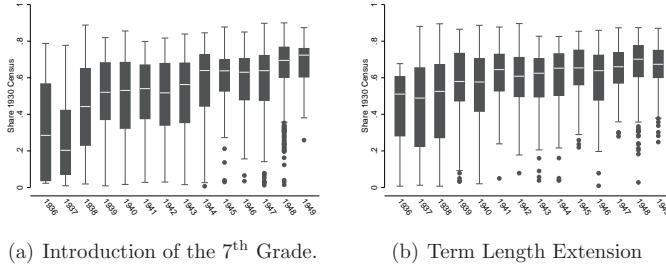 1
.8
.6
.4
.2
0
Share 1930 Census
1936 1937 1938 1939 1940 1941 1942 1943 1944 1945 1946 1947 1948 1949
(a) Introduction of the 7th Grade.
1
.8
.6
.4
.2
0
Share 1930 Census
1936 1937 1938 1939 1940 1941 1942 1943 1944 1945 1946 1947 1948
(b) Term Length Extension